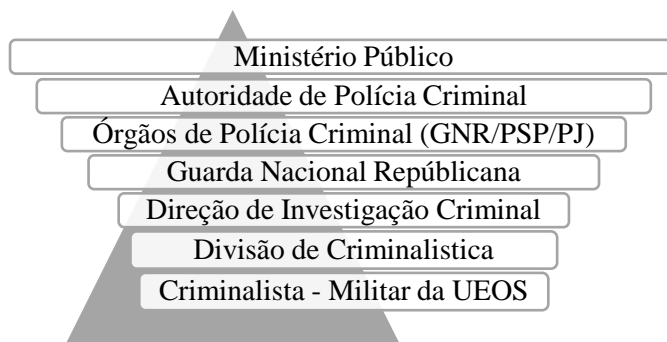 Ministério Público
Autoridade de Polícia Criminal
Órgãos de Polícia Criminal (GNR/PSP/PJ)
Guarda Nacional Républicana
Direção de Investigação Criminal
Divisão de Criminalistica
Criminalista - Militar da UEOS